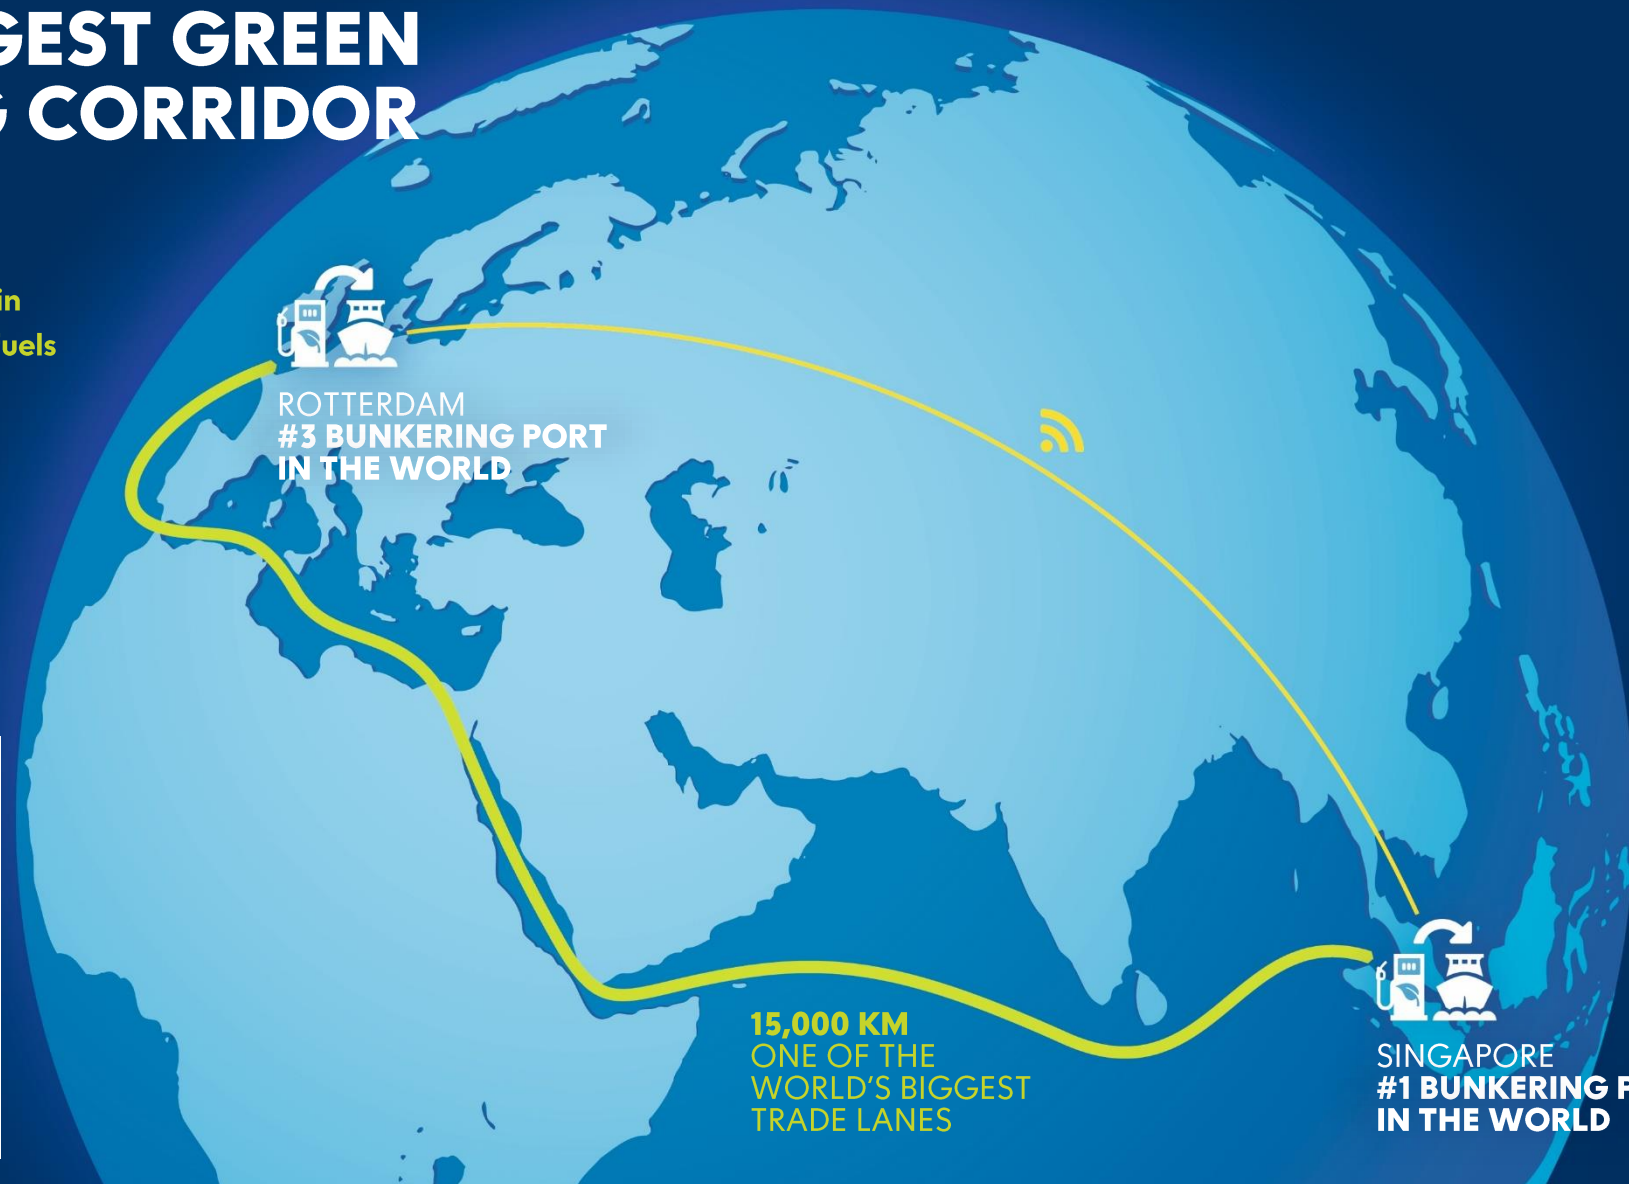 GEST GREEN
G CORRIDOR
in
uels
ROTTERDAM
#3 BUNKERING PORT
IN THE WORLD
15,000 KM
ONE OF THE
WORLD'S BIGGEST
TRADE LANES
SINGAPORE
#1 BUNKERING P
IN THE WORLD